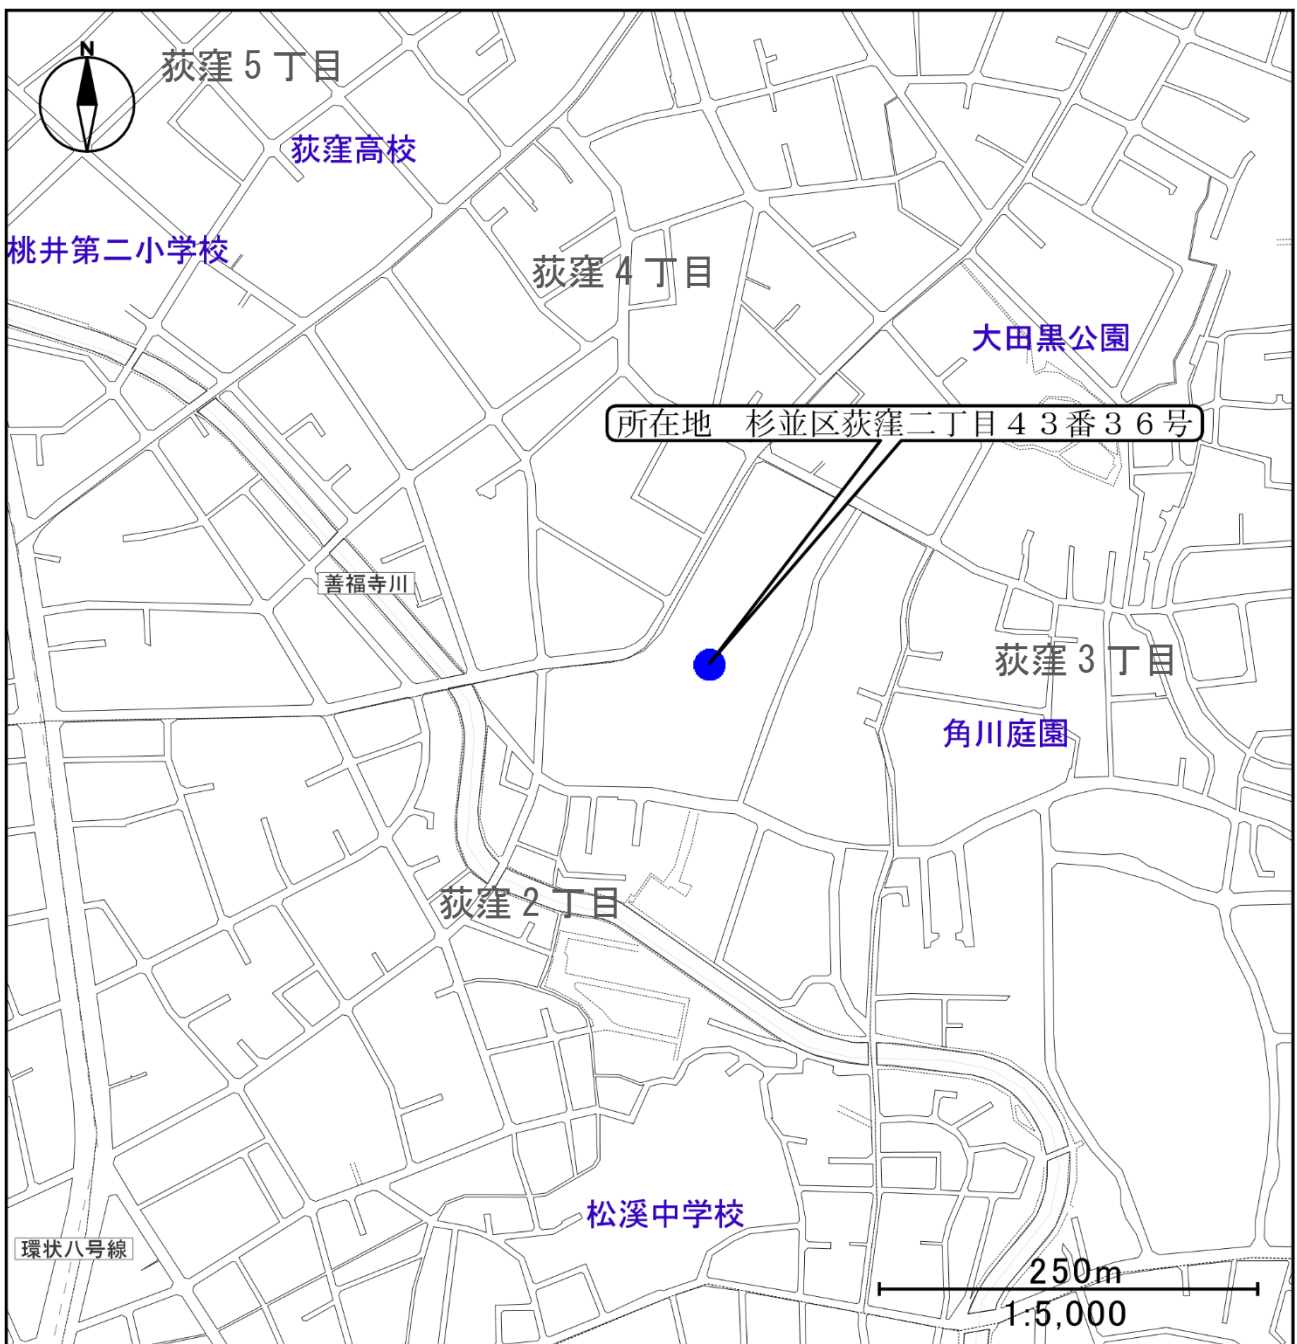 N
荻窪５丁目
荻窪高校
桃井第二小学校
荻窪４丁目
大田黒公園
所在地　杉並区荻窪二丁目４３番３６号
善福寺川
荻窪３丁目
角川庭園
荻窪２丁目
松溪中学校
環状八号線
250m
1:5,000